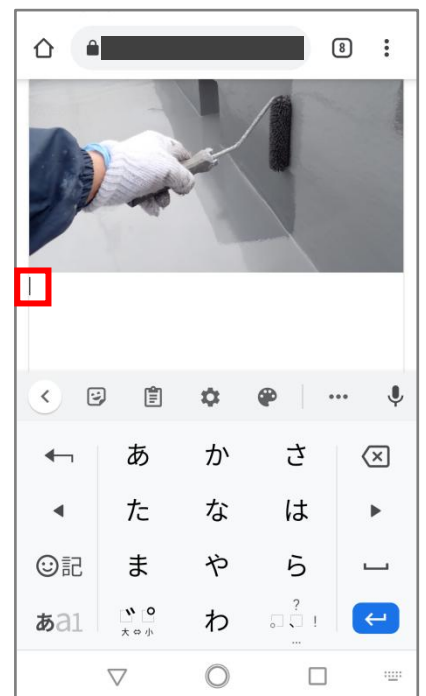 8
あ か さ
た な は
☺記 ま や ら
あa1 大⇔小 わ 。、?!…